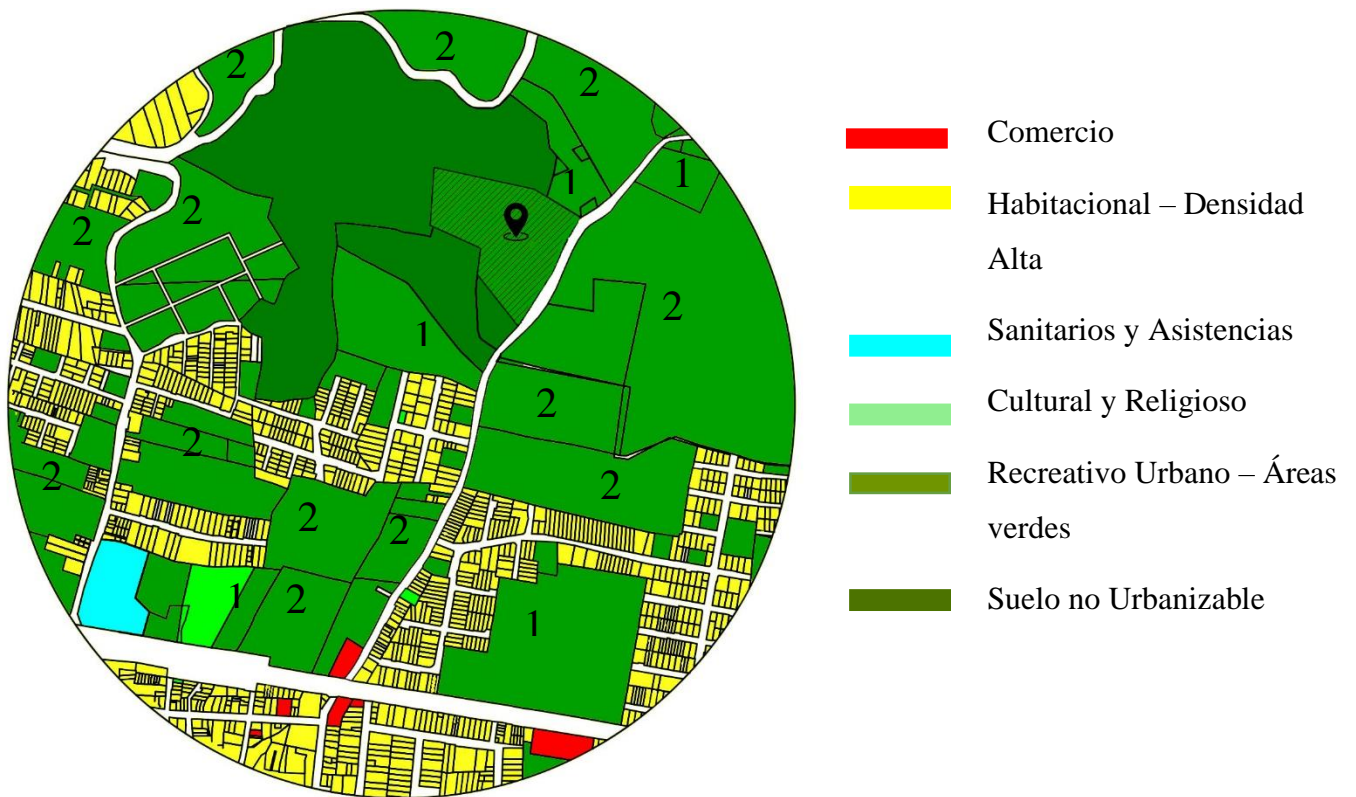 2
2
2
1
1
2
2
2
1
2
2
2
2
2
2
2
1
2
1
Comercio
Habitacional – Densidad
Alta
Sanitarios y Asistencias
Cultural y Religioso
Recreativo Urbano – Áreas
verdes
Suelo no Urbanizable